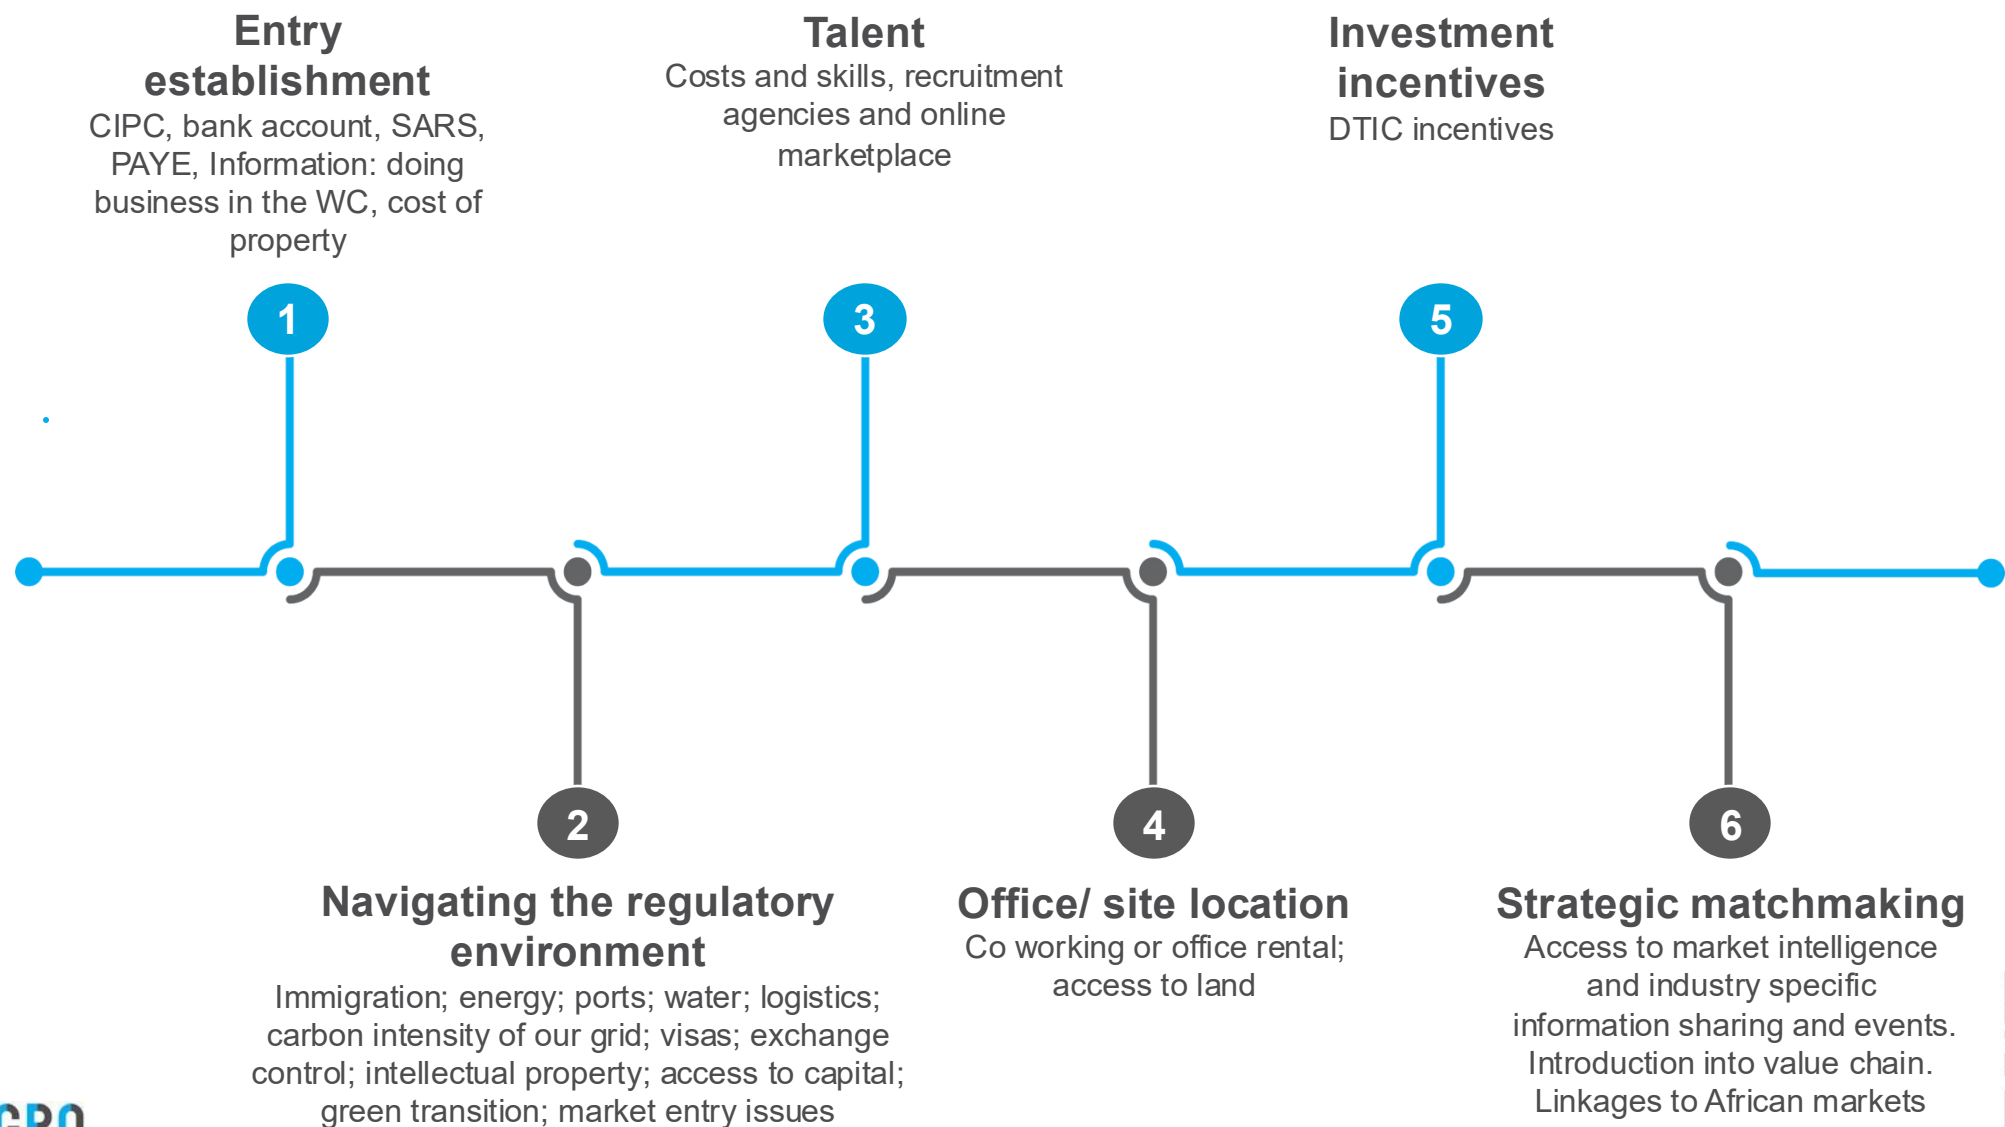 Entry
establishment
CIPC, bank account, SARS,
PAYE, Information: doing
business in the WC, cost of
property
1
Talent
Costs and skills, recruitment
agencies and online
marketplace
3
Investment
incentives
DTIC incentives
5
2
Navigating the regulatory
environment
Immigration; energy; ports; water; logistics;
carbon intensity of our grid; visas; exchange
control; intellectual property; access to capital;
green transition; market entry issues
4
Office/ site location
Co working or office rental;
access to land
6
Strategic matchmaking
Access to market intelligence
and industry specific
information sharing and events.
Introduction into value chain.
Linkages to African markets